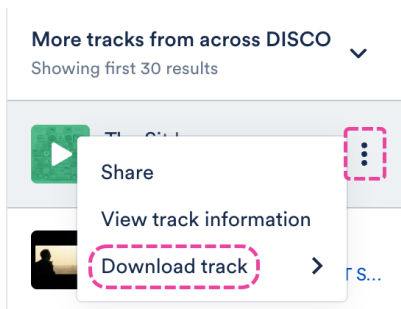 More tracks from across DISCO
Showing first 30 results
Share
View track information
Download track